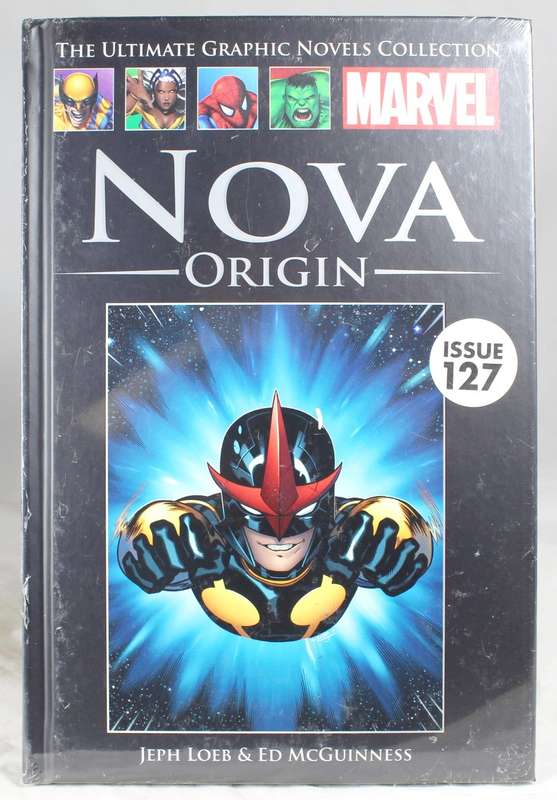 THE ULTIMATE GRAPHIC NOVELS COLLECTION
MARVEL
NOVA
ORIGIN
ISSUE
127
JEPH LOEB & ED MCGUINNESS